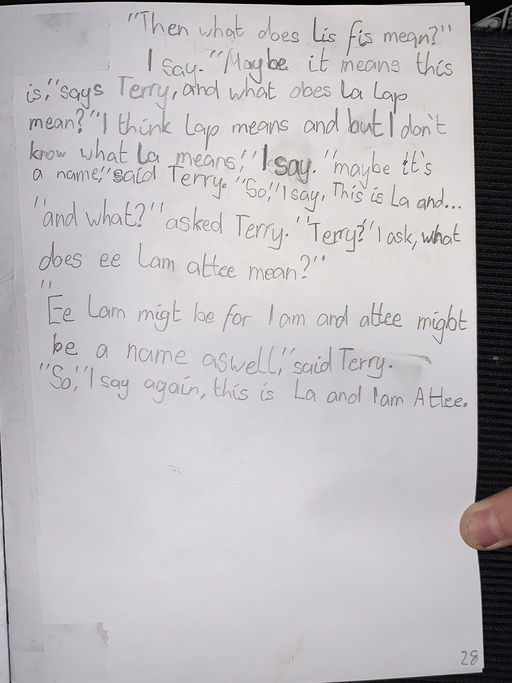 "Then what does Lis fis mean?"
I say. "Maybe it means this
is," says Terry, and what obes La Lap
mean?" "I think Lap means and but I don't
know what La means," I say. "maybe it's
a name," said Terry. "So," I say, This is La and...
"and what?" asked Terry. "Terry?" I ask, what
obes ee Lam attee mean?"
"Ee Lam migt be for I am and attee might
be a name aswell," said Terry.
"So," I say again, this is La and Iam Attee.
28